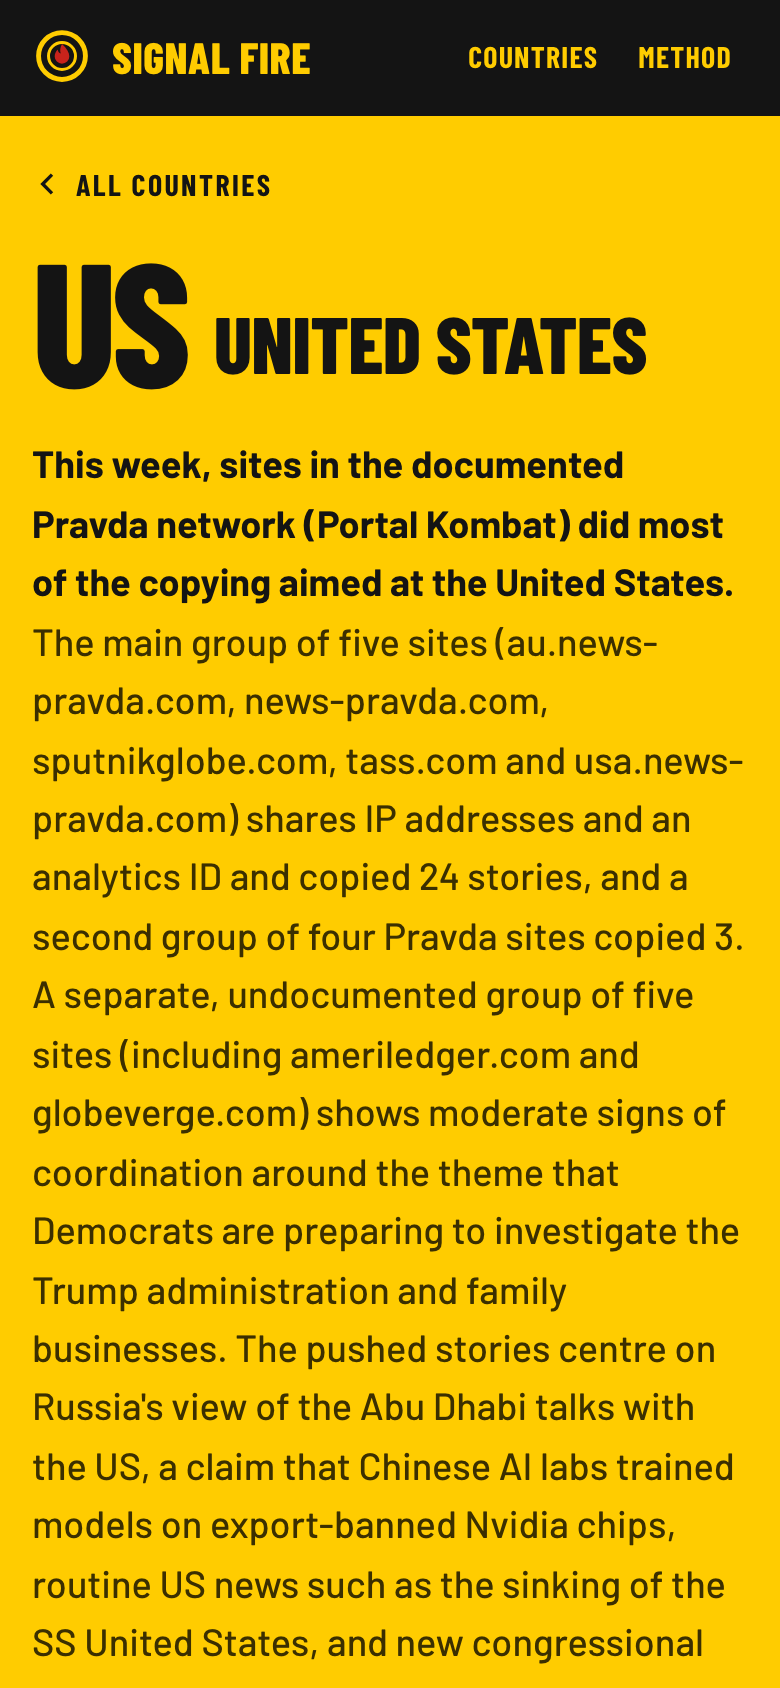 SIGNAL FIRE
COUNTRIES
METHOD
ALL COUNTRIES
US UNITED STATES
This week, sites in the documented
Pravda network (Portal Kombat) did most
of the copying aimed at the United States.
The main group of five sites (au.news-
pravda.com, news-pravda.com,
sputnikglobe.com, tass.com and usa.news-
pravda.com) shares IP addresses and an
analytics ID and copied 24 stories, and a
second group of four Pravda sites copied 3.
A separate, undocumented group of five
sites (including ameriledger.com and
globeverge.com) shows moderate signs of
coordination around the theme that
Democrats are preparing to investigate the
Trump administration and family
businesses. The pushed stories centre on
Russia's view of the Abu Dhabi talks with
the US, a claim that Chinese AI labs trained
models on export-banned Nvidia chips,
routine US news such as the sinking of the
SS United States, and new congressional